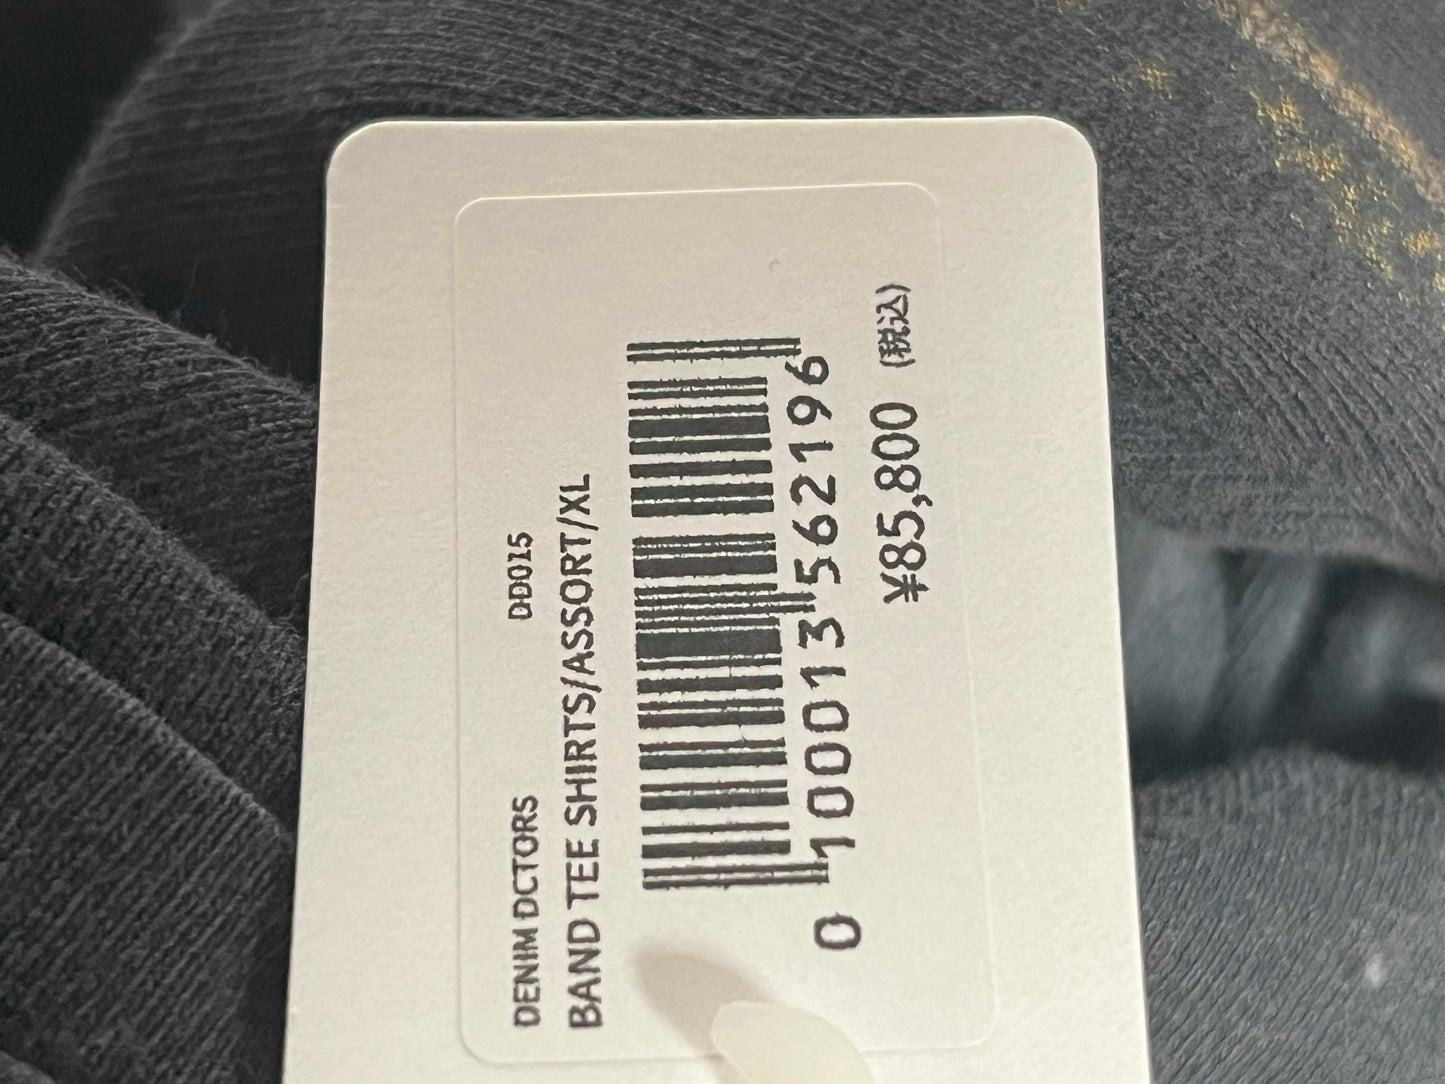 DENIM DCTORS DD015
BAND TEE SHIRTS/ASSORT/XL
0 100013 562196
¥85,800 (税込)